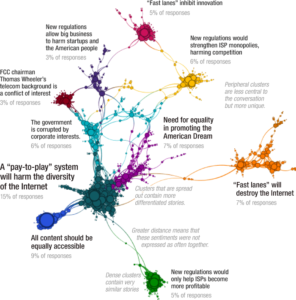 "Fast lanes" inhibit innovation
5% of responses
New regulations
allow big business
to harm startups and
the American people
3% of responses
New regulations would
strengthen ISP monopolies,
harming competition
6% of responses
FCC chairman
Thomas Wheeler's
telecom background is
a conflict of interest
3% of responses
Peripheral clusters
are less central to
the conversation
but more unique.
The government
is corrupted by
corporate interests.
6% of responses
Need for equality
in promoting the
American Dream
7% of responses
A "pay-to-play" system
will harm the diversity
of the Internet
15% of responses
Clusters that are spread
out contain more
differentiated stories.
"Fast lanes" will
destroy the Internet
7% of responses
All content should be
equally accessible
9% of responses
Greater distance means that
these sentiments were not
expressed as often together.
Dense clusters
contain very
similar stories
New regulations would
only help ISPs become
more profitable
5% of responses